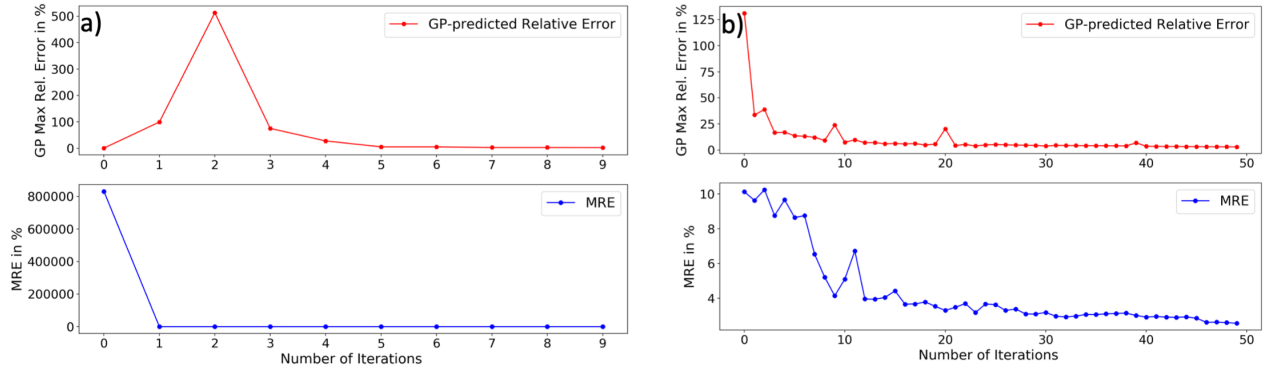 a)
GP Max Rel. Error in %
500
400
300
200
100
0
GP-predicted Relative Error
0 1 2 3 4 5 6 7 8 9
MRE in %
800000
600000
400000
200000
0
MRE
0 1 2 3 4 5 6 7 8 9
Number of Iterations
b)
GP Max Rel. Error in %
125
100
75
50
25
0
GP-predicted Relative Error
0 10 20 30 40 50
MRE in %
10
8
6
4
MRE
0 10 20 30 40 50
Number of Iterations